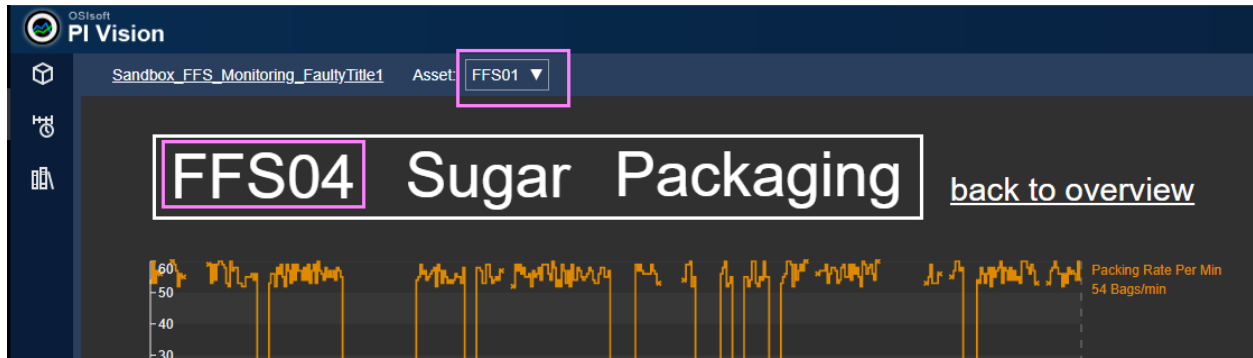 OSIsoft
PI Vision
Sandbox_FFS_Monitoring_FaultyTitle1 Asset: FFS01 ▼
FFS04 Sugar Packaging
back to overview
60
50
40
30
Packing Rate Per Min
54 Bags/min